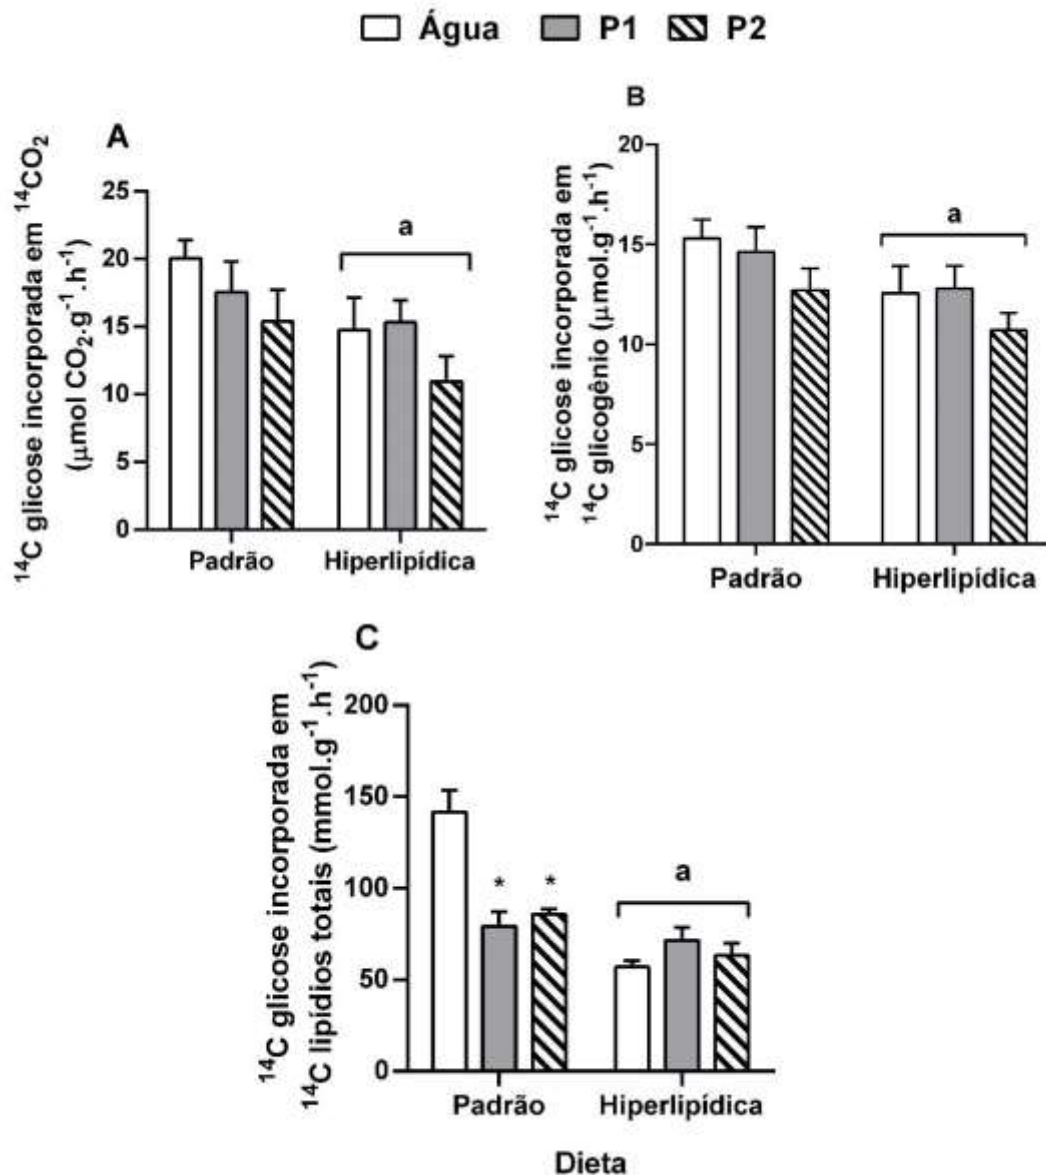 Água P1 P2
A
¹⁴C glicose incorporada em ¹⁴CO₂
(µmol CO₂.g⁻¹.h⁻¹)
25
20
15
10
5
0
a
Padrão Hiperlipídica
B
¹⁴C glicose incorporada em
¹⁴C glicogênio (µmol.g⁻¹.h⁻¹)
20
15
10
5
0
a
Padrão Hiperlipídica
C
¹⁴C glicose incorporada em
¹⁴C lipídios totais (mmol.g⁻¹.h⁻¹)
200
150
100
50
0
* *
a
Padrão Hiperlipídica
Dieta